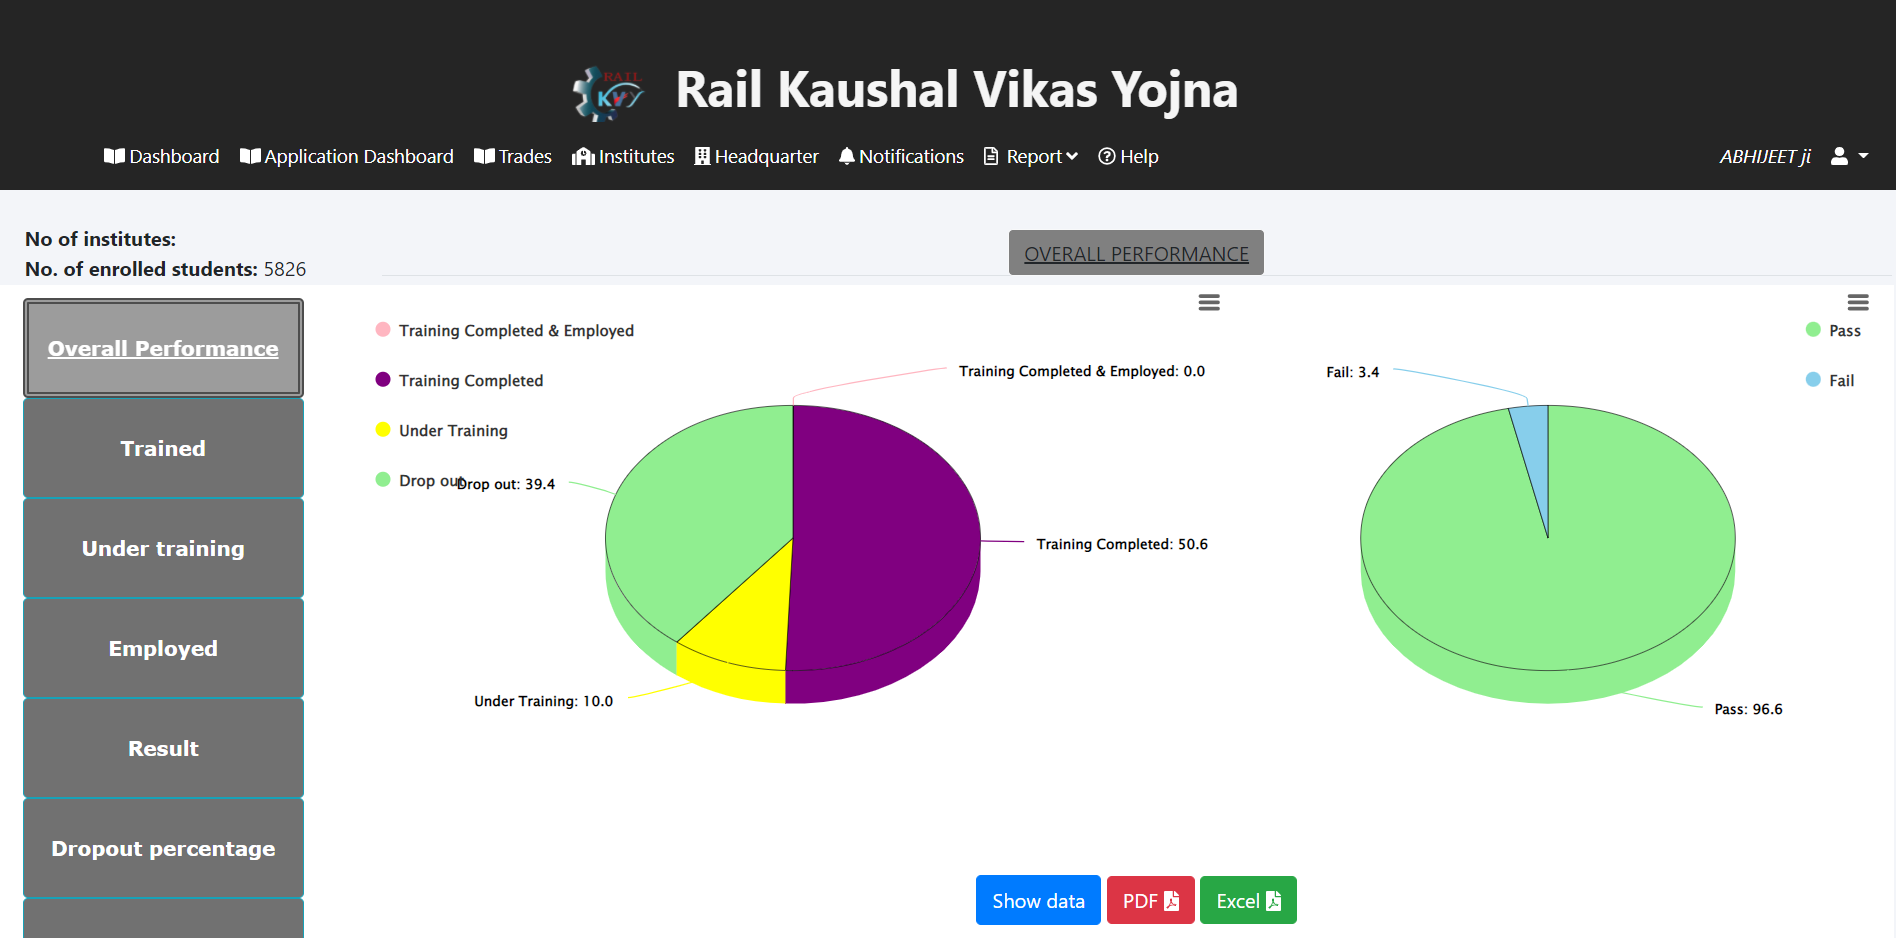 RAIL
KVY
Rail Kaushal Vikas Yojna
Dashboard Application Dashboard Trades Institutes Headquarter Notifications Report Help ABHIJEET ji
No of institutes:
No. of enrolled students: 5826
OVERALL PERFORMANCE
Overall Performance
Trained
Under training
Employed
Result
Dropout percentage
Training Completed & Employed
Training Completed
Under Training
Drop out
Training Completed & Employed: 0.0
Drop out: 39.4
Training Completed: 50.6
Under Training: 10.0
Pass
Fail
Fail: 3.4
Pass: 96.6
Show data PDF Excel